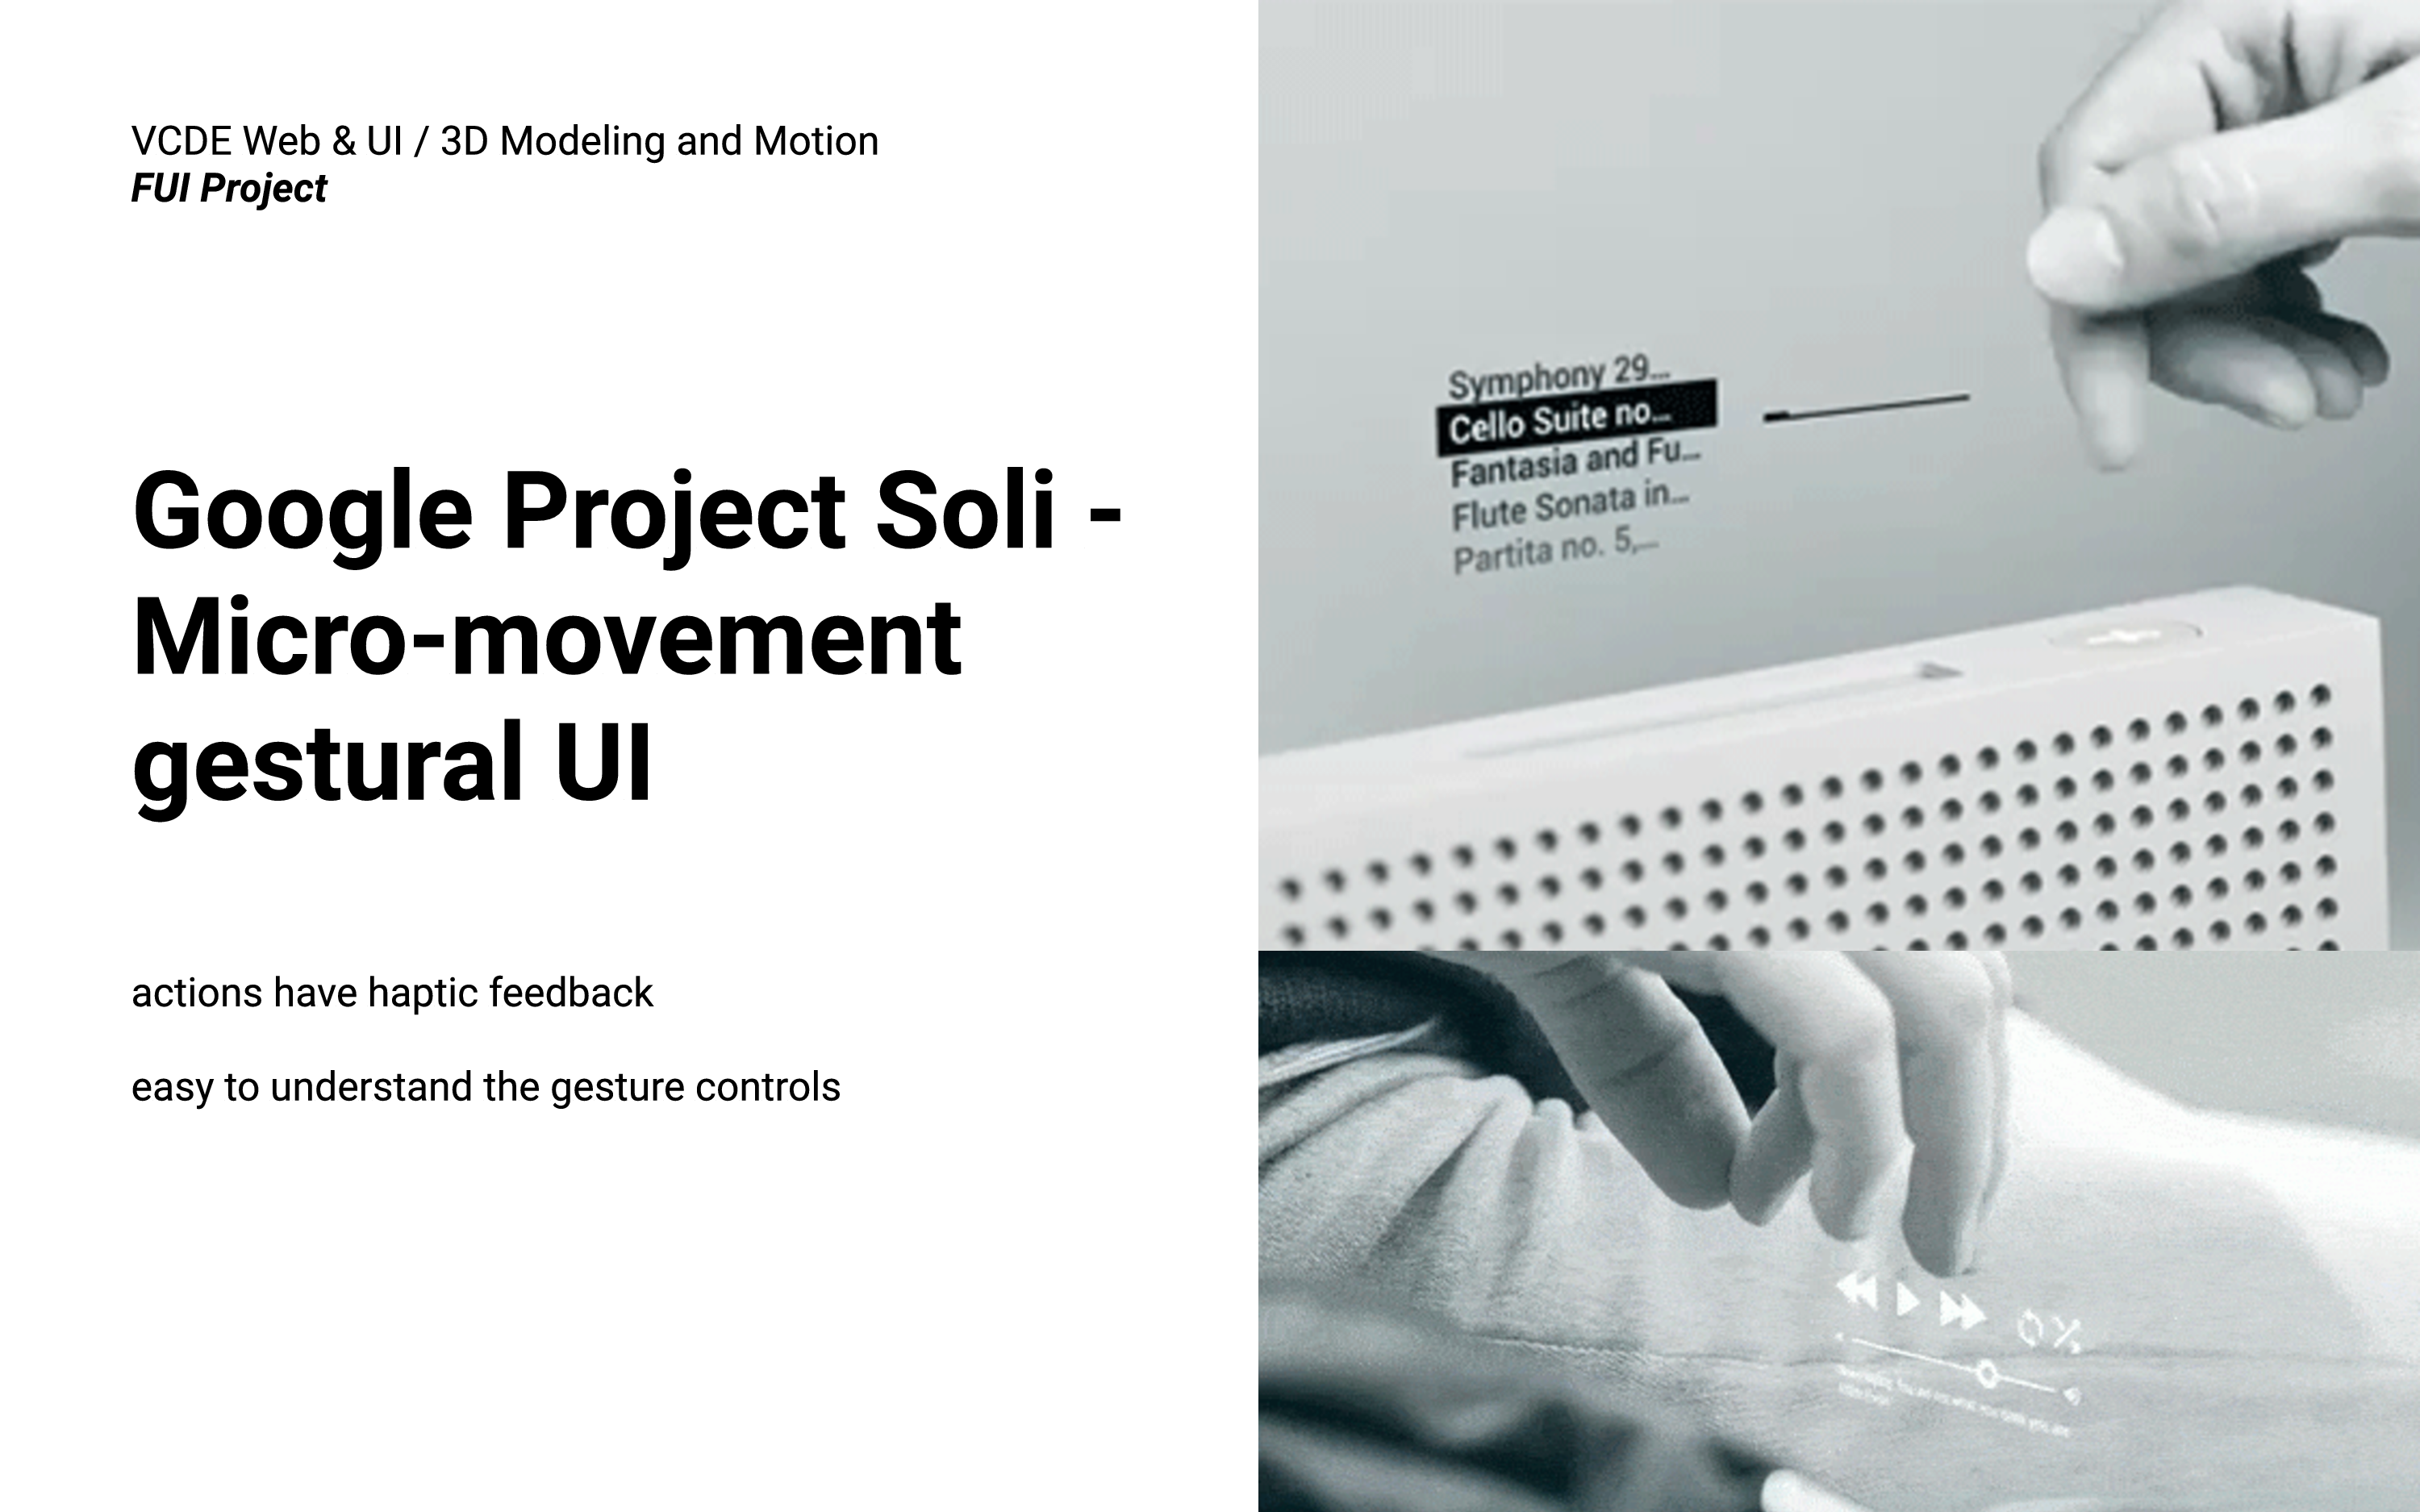 VCDE Web & UI / 3D Modeling and Motion
FUI Project
Google Project Soli -
Micro-movement
gestural UI
actions have haptic feedback
easy to understand the gesture controls
Symphony 29...
Cello Suite no...
Fantasia and Fu...
Flute Sonata in...
Partita no. 5,...